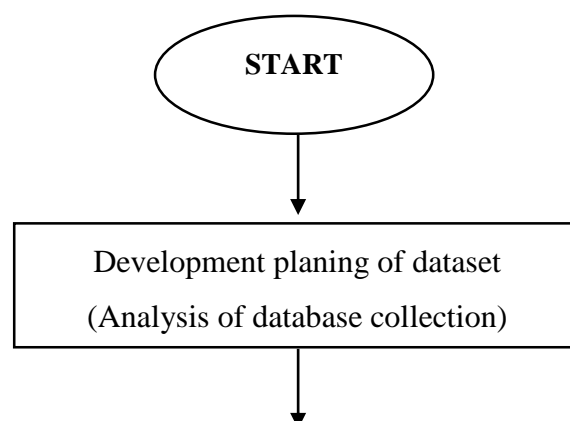 START
Development planing of dataset
(Analysis of database collection)